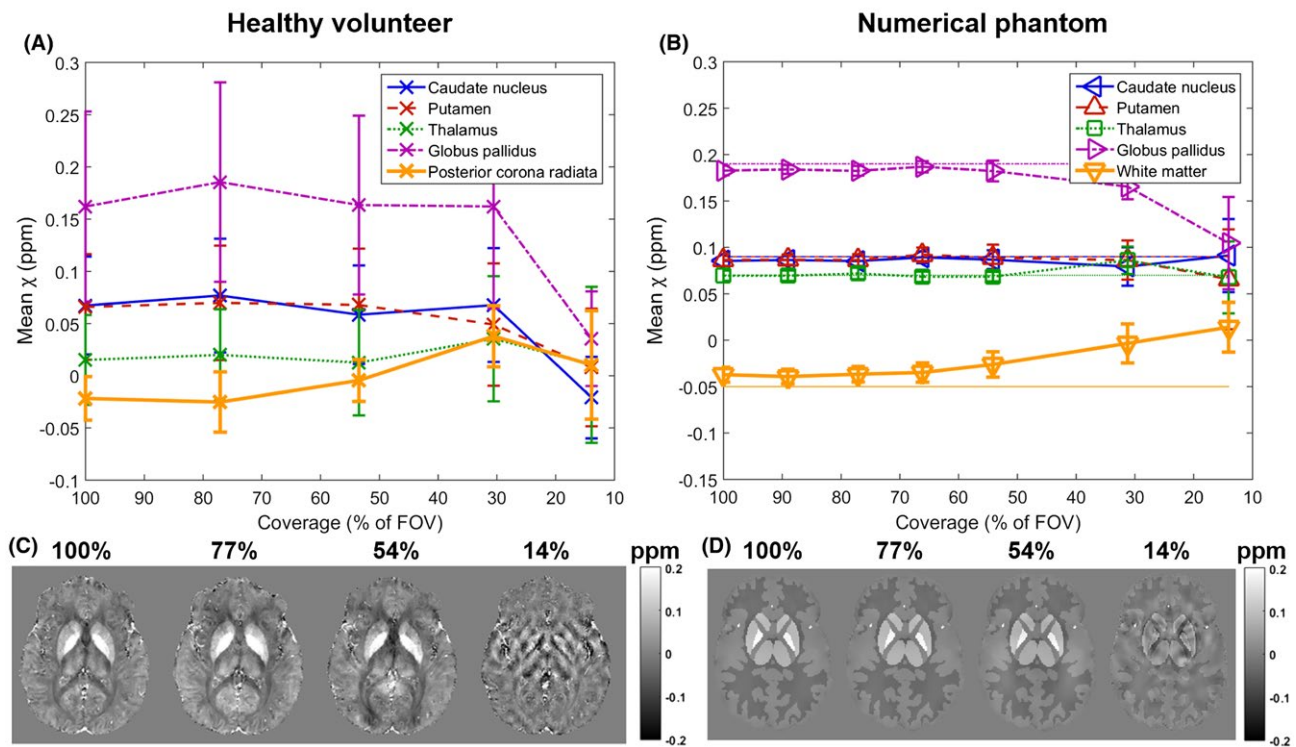 Healthy volunteer
Numerical phantom
(A)
0.3
0.25
0.2
0.15
0.1
0.05
0
-0.05
-0.1
Mean χ (ppm)
Caudate nucleus
Putamen
Thalamus
Globus pallidus
Posterior corona radiata
100 90 80 70 60 50 40 30 20 10
Coverage (% of FOV)
(B)
0.3
0.25
0.2
0.15
0.1
0.05
0
-0.05
-0.1
-0.15
Mean χ (ppm)
Caudate nucleus
Putamen
Thalamus
Globus pallidus
White matter
100 90 80 70 60 50 40 30 20 10
Coverage (% of FOV)
(C) 100% 77% 54% 14% ppm
0.2
0.1
0
-0.1
-0.2
(D) 100% 77% 54% 14% ppm
0.2
0.1
0
-0.1
-0.2